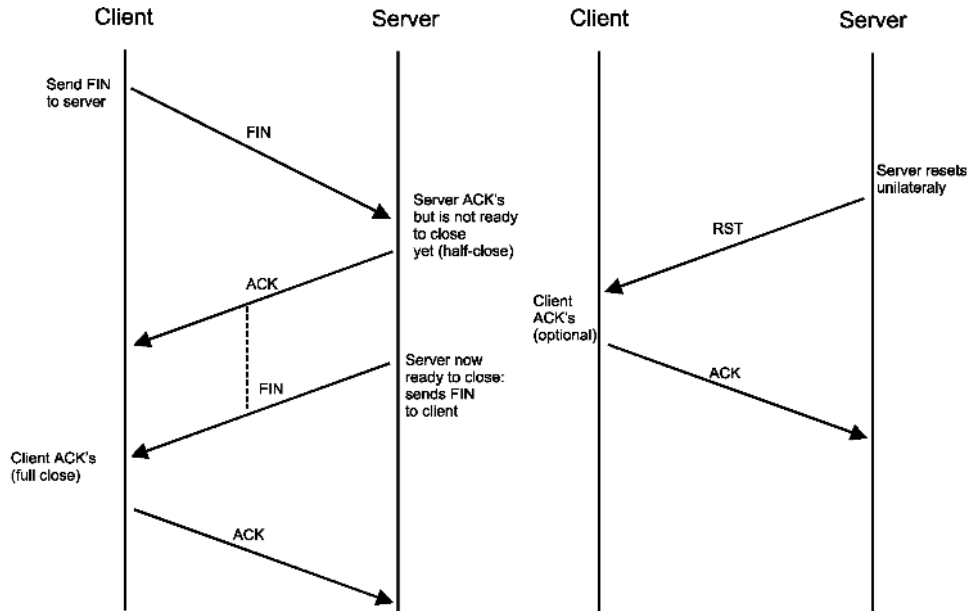 Client
Server
Send FIN
to server
FIN
Server ACK's
but is not ready
to close
yet (half-close)
ACK
Server now
ready to close:
sends FIN
to client
FIN
Client ACK's
(full close)
ACK
Client
Server
Server resets
unilateraly
RST
Client
ACK's
(optional)
ACK